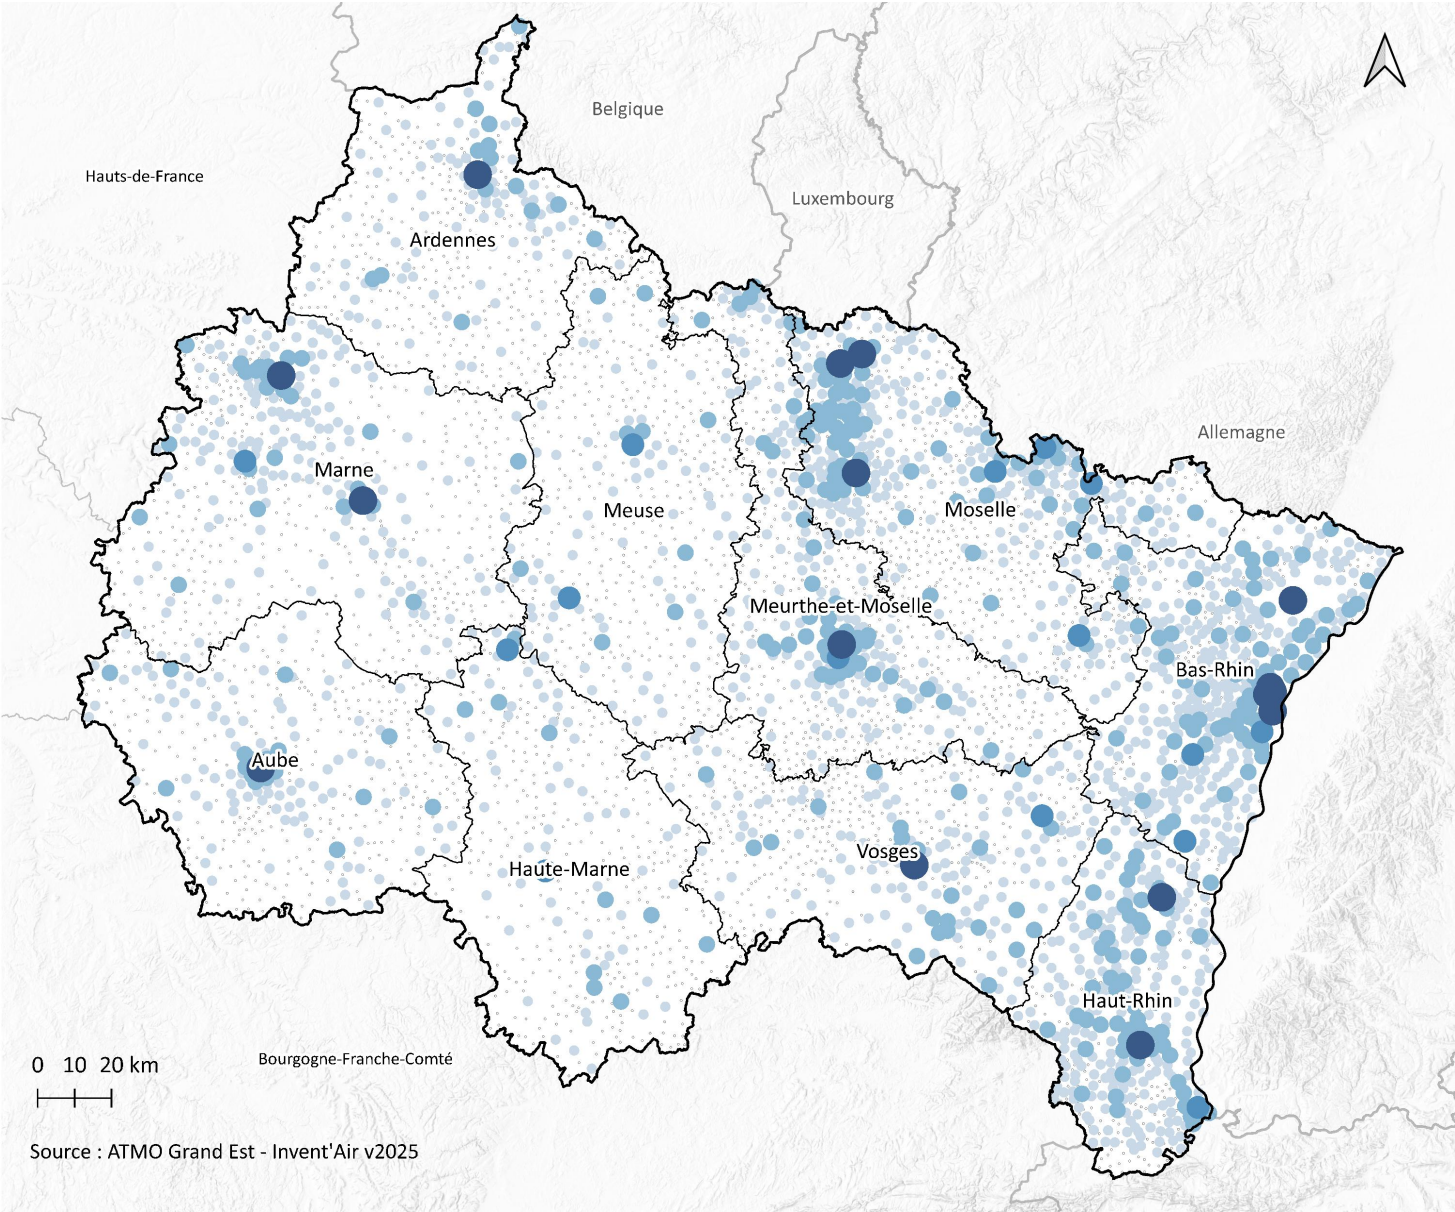 Belgique
Hauts-de-France
Luxembourg
Ardennes
Allemagne
Marne
Meuse
Moselle
Meurthe-et-Moselle
Bas-Rhin
Aube
Vosges
Haute-Marne
Haut-Rhin
Bourgogne-Franche-Comté
0 10 20 km
Source : ATMO Grand Est - Invent'Air v2025